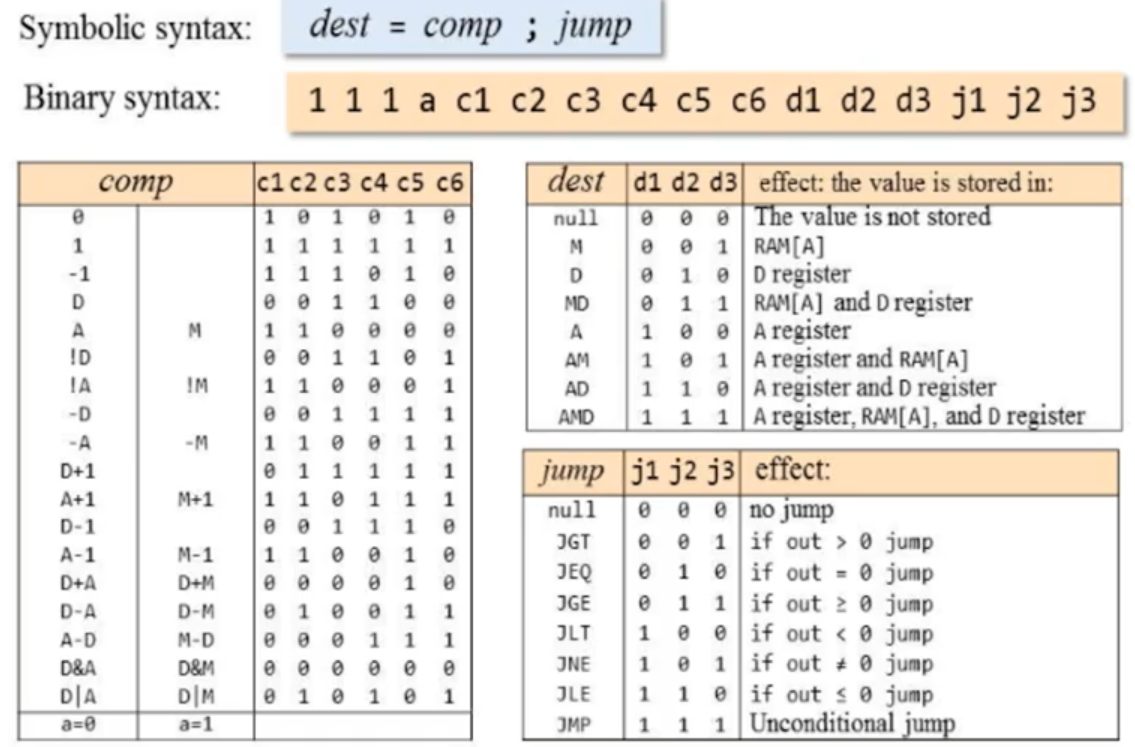 Symbolic syntax: dest = comp ; jump
Binary syntax: 1 1 1 a c1 c2 c3 c4 c5 c6 d1 d2 d3 j1 j2 j3
comp c1 c2 c3 c4 c5 c6
0 1 0 1 0 1 0
1 1 1 1 1 1 1
-1 1 1 1 0 1 0
D 0 0 1 1 0 0
A M 1 1 0 0 0 0
!D 0 0 1 1 0 1
!A !M 1 1 0 0 0 1
-D 0 0 1 1 1 1
-A -M 1 1 0 0 1 1
D+1 0 1 1 1 1 1
A+1 M+1 1 1 0 1 1 1
D-1 0 0 1 1 1 0
A-1 M-1 1 1 0 0 1 0
D+A D+M 0 0 0 0 1 0
D-A D-M 0 1 0 0 1 1
A-D M-D 0 0 0 1 1 1
D&A D&M 0 0 0 0 0 0
D|A D|M 0 1 0 1 0 1
a=0 a=1
dest d1 d2 d3 effect: the value is stored in:
null 0 0 0 The value is not stored
M 0 0 1 RAM[A]
D 0 1 0 D register
MD 0 1 1 RAM[A] and D register
A 1 0 0 A register
AM 1 0 1 A register and RAM[A]
AD 1 1 0 A register and D register
AMD 1 1 1 A register, RAM[A], and D register
jump j1 j2 j3 effect:
null 0 0 0 no jump
JGT 0 0 1 if out > 0 jump
JEQ 0 1 0 if out = 0 jump
JGE 0 1 1 if out ≥ 0 jump
JLT 1 0 0 if out < 0 jump
JNE 1 0 1 if out ≠ 0 jump
JLE 1 1 0 if out ≤ 0 jump
JMP 1 1 1 Unconditional jump